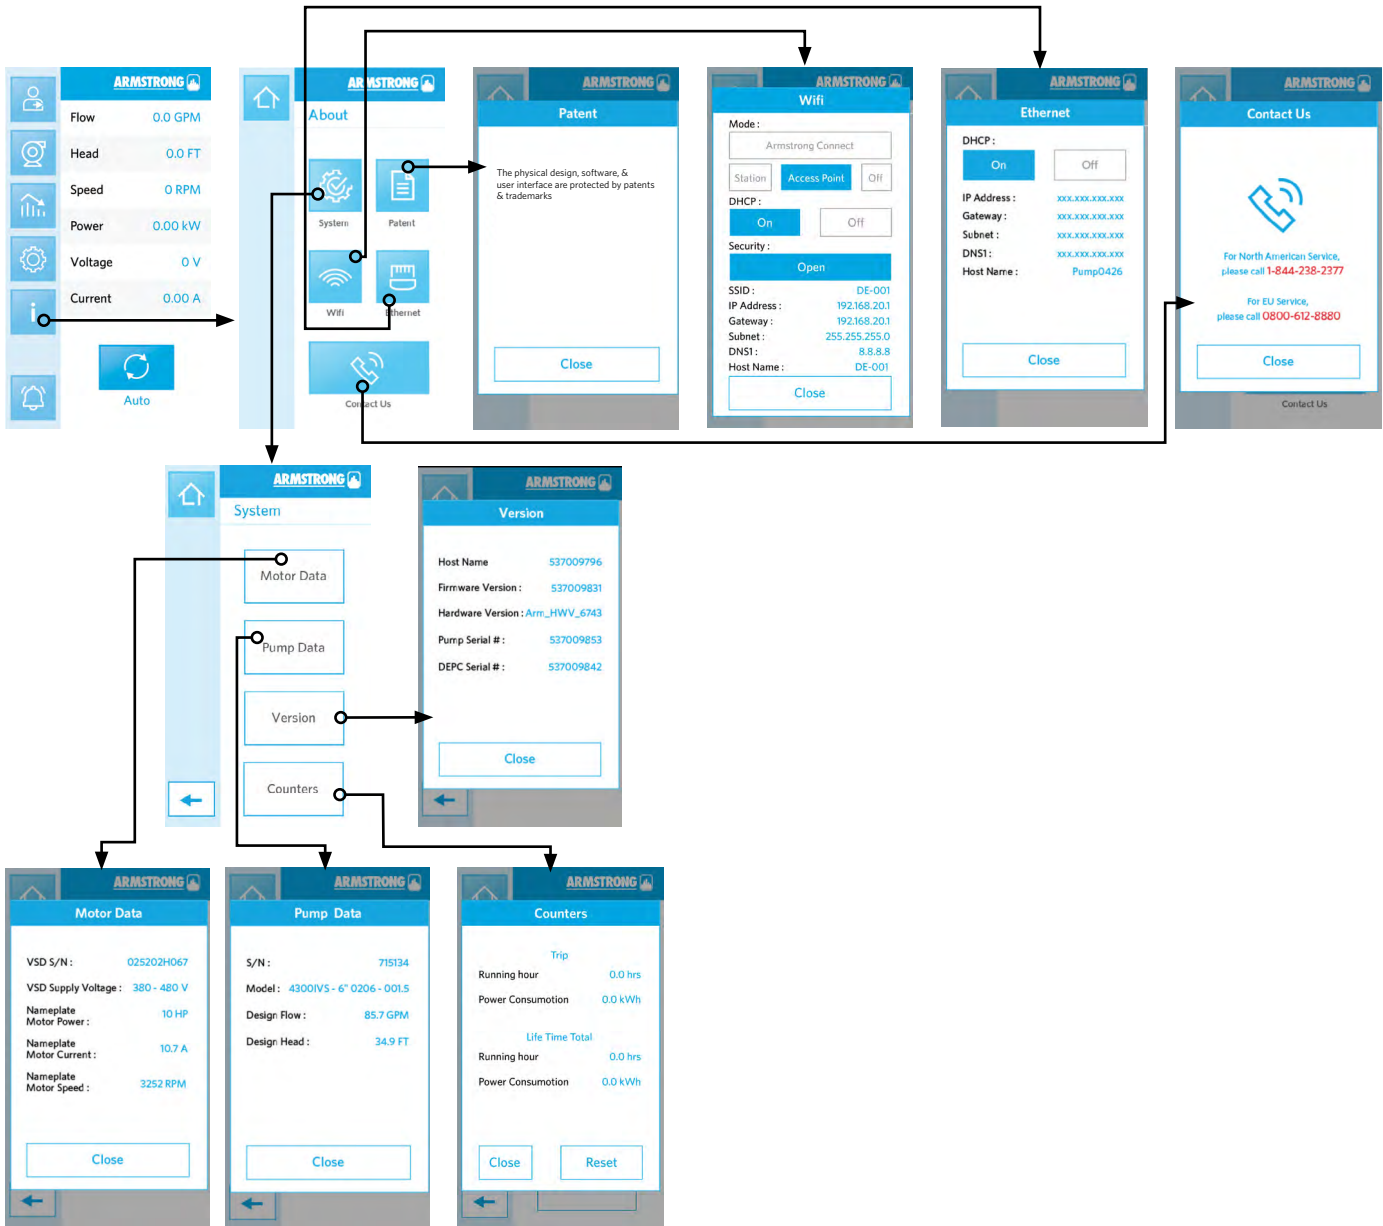 ARMSTRONG
Flow 0.0 GPM
Head 0.0 FT
Speed 0 RPM
Power 0.00 kW
Voltage 0 V
Current 0.00 A
i
Auto
ARMSTRONG
About
System Patent
Wifi Ethernet
Contact Us
ARMSTRONG
Patent
The physical design, software, &
user interface are protected by patents
& trademarks
Close
ARMSTRONG
Wifi
Mode :
Armstrong Connect
Station Access Point Off
DHCP :
On Off
Security :
Open
SSID : DE-001
IP Address : 192.168.20.1
Gateway : 192.168.20.1
Subnet : 255.255.255.0
DNS1 : 8.8.8.8
Host Name : DE-001
Close
ARMSTRONG
Ethernet
DHCP :
On Off
IP Address : xxx.xxx.xxx.xxx
Gateway : xxx.xxx.xxx.xxx
Subnet : xxx.xxx.xxx.xxx
DNS1 : xxx.xxx.xxx.xxx
Host Name : Pump0426
Close
ARMSTRONG
Contact Us
For North American Service,
please call 1-844-238-2377
For EU Service,
please call 0800-612-8880
Close
Contact Us
ARMSTRONG
System
Motor Data
Pump Data
Version
Counters
ARMSTRONG
Version
Host Name 537009796
Firmware Version : 537009831
Hardware Version : Arm_HWV_6743
Pump Serial # : 537009853
DEPC Serial # : 537009842
Close
ARMSTRONG
Motor Data
VSD S/N : 025202H067
VSD Supply Voltage : 380 - 480 V
Nameplate
Motor Power : 10 HP
Nameplate
Motor Current : 10.7 A
Nameplate
Motor Speed : 3252 RPM
Close
ARMSTRONG
Pump Data
S/N : 715134
Model : 4300IVS - 6" 0206 - 001.5
Design Flow : 85.7 GPM
Design Head : 34.9 FT
Close
ARMSTRONG
Counters
Trip
Running hour 0.0 hrs
Power Consumotion 0.0 kWh
Life Time Total
Running hour 0.0 hrs
Power Consumotion 0.0 kWh
Close Reset